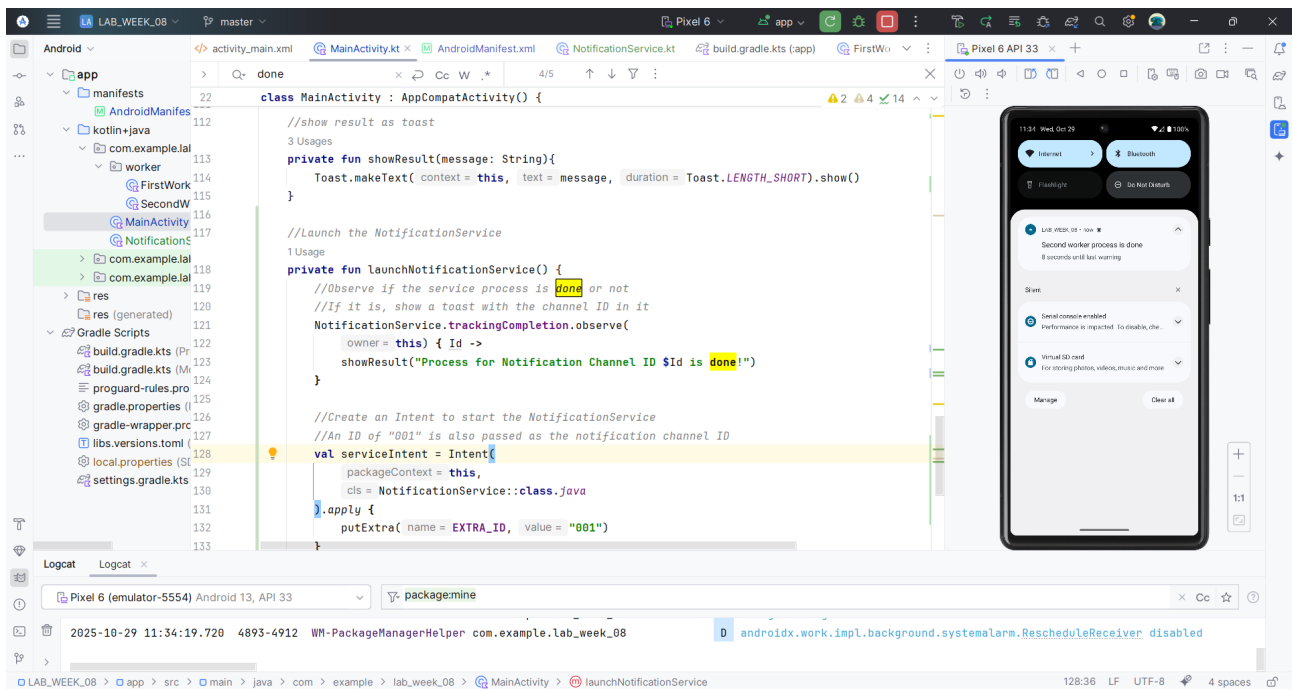 LA LAB_WEEK_08 master Pixel 6 app
Android
activity_main.xml MainActivity.kt AndroidManifest.xml NotificationService.kt build.gradle.kts (:app) FirstWo
Pixel 6 API 33
done Cc W .* 4/5
22 class MainActivity : AppCompatActivity() { 2 4 14
112 //show result as toast
3 Usages
113 private fun showResult(message: String){
114 Toast.makeText( context = this, text = message, duration = Toast.LENGTH_SHORT).show()
115 }
116
117 //Launch the NotificationService
1 Usage
118 private fun launchNotificationService() {
119 //Observe if the service process is done or not
120 //If it is, show a toast with the channel ID in it
121 NotificationService.trackingCompletion.observe(
122 owner = this) { Id ->
123 showResult("Process for Notification Channel ID $Id is done!")
124 }
125
126 //Create an Intent to start the NotificationService
127 //An ID of "001" is also passed as the notification channel ID
128 val serviceIntent = Intent(
129 packageContext = this,
130 cls = NotificationService::class.java
131 ).apply {
132 putExtra( name = EXTRA_ID, value = "001")
133 }
app
manifests
AndroidManifes
kotlin+java
com.example.lal
worker
FirstWork
SecondW
MainActivity
NotificationS
com.example.lal
com.example.lal
res
res (generated)
Gradle Scripts
build.gradle.kts (Pr
build.gradle.kts (Mo
proguard-rules.pro
gradle.properties (
gradle-wrapper.prc
libs.versions.toml (
local.properties (SD
settings.gradle.kts
11:34 Wed, Oct 29 100%
Internet Bluetooth
Flashlight Do Not Disturb
LAB_WEEK_08 • now
Second worker process is done
8 seconds until last warning
Silent
Serial console enabled
Performance is impacted. To disable, che...
Virtual SD card
For storing photos, videos, music and more
Manage Clear all
1:1
Logcat Logcat
Pixel 6 (emulator-5554) Android 13, API 33 package:mine Cc
2025-10-29 11:34:19.720 4893-4912 WM-PackageManagerHelper com.example.lab_week_08 D androidx.work.impl.background.systemalarm.RescheduleReceiver disabled
LAB_WEEK_08 > app > src > main > java > com > example > lab_week_08 > MainActivity > launchNotificationService 128:36 LF UTF-8 4 spaces